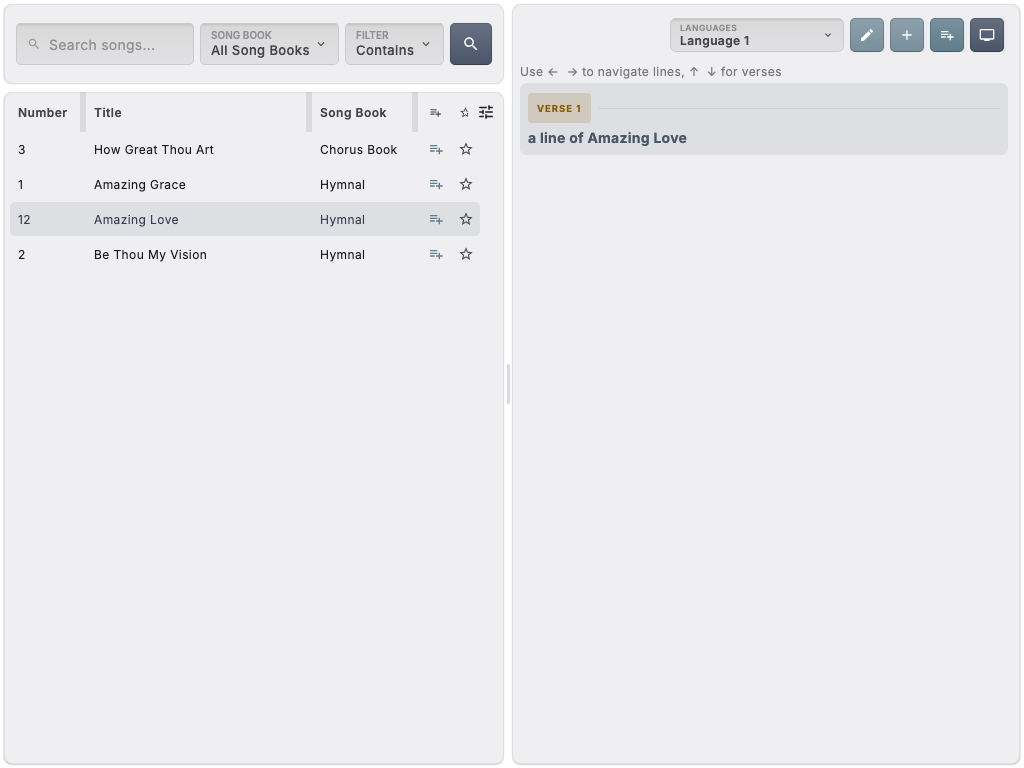 Search songs...
SONG BOOK
All Song Books
FILTER
Contains
Number Title Song Book
3 How Great Thou Art Chorus Book
1 Amazing Grace Hymnal
12 Amazing Love Hymnal
2 Be Thou My Vision Hymnal
LANGUAGES
Language 1
Use ← → to navigate lines, ↑ ↓ for verses
VERSE 1
a line of Amazing Love